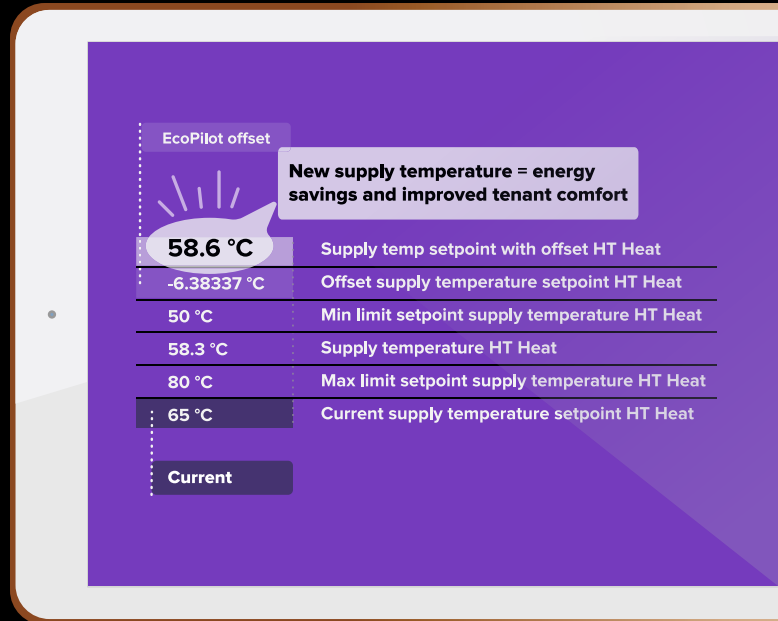 EcoPilot offset
New supply temperature = energy
savings and improved tenant comfort
58.6 °C Supply temp setpoint with offset HT Heat
-6.38337 °C Offset supply temperature setpoint HT Heat
50 °C Min limit setpoint supply temperature HT Heat
58.3 °C Supply temperature HT Heat
80 °C Max limit setpoint supply temperature HT Heat
65 °C Current supply temperature setpoint HT Heat
Current